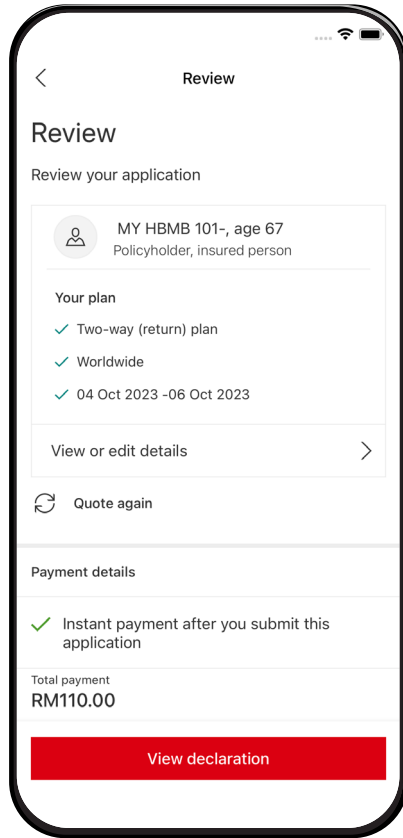 Review
Review
Review your application
MY HBMB 101-, age 67
Policyholder, insured person
Your plan
Two-way (return) plan
Worldwide
04 Oct 2023 -06 Oct 2023
View or edit details
Quote again
Payment details
Instant payment after you submit this
application
Total payment
RM110.00
View declaration